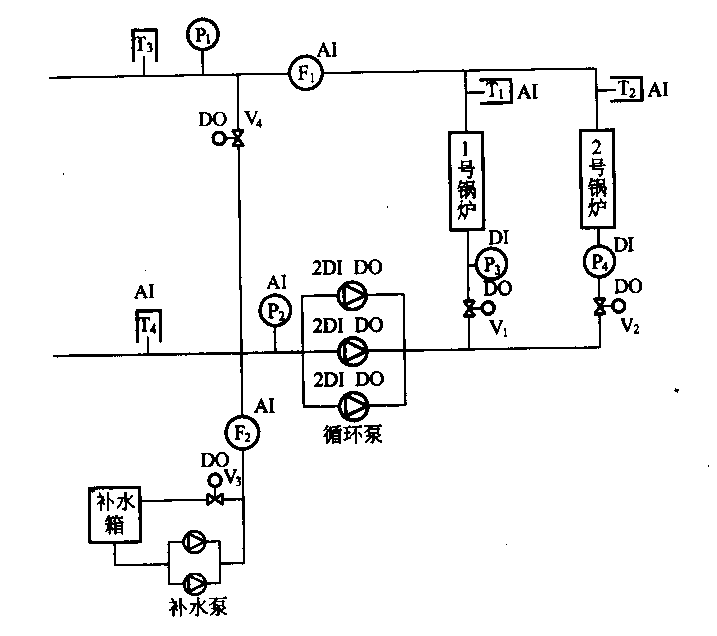 T3
P1
AI
F1
T1 AI
T2 AI
DO V4
1号锅炉
2号锅炉
DI
P3
DO
V1
DI
P4
DO
V2
AI
T4
AI
P2
2DI DO
2DI DO
2DI DO
循环泵
AI
F2
DO
V3
补水
箱
补水泵